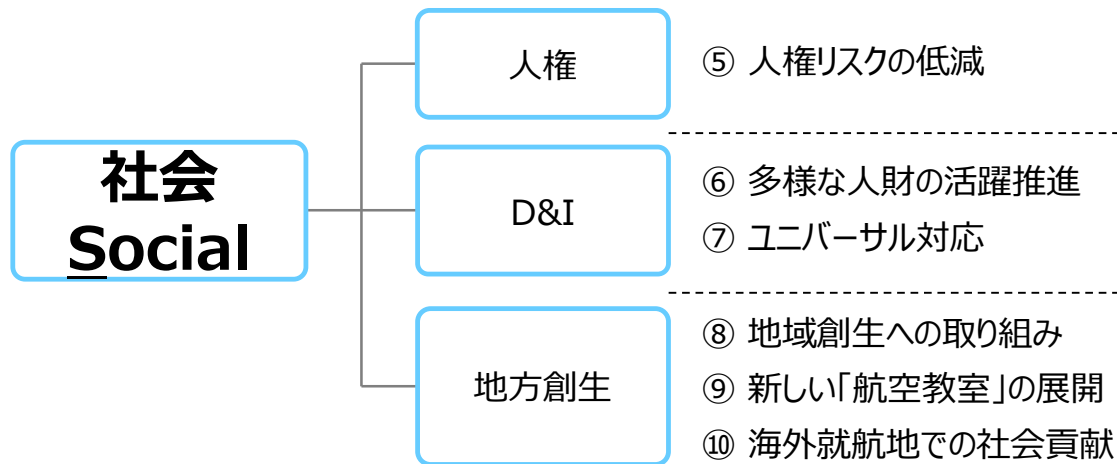 社会
Social
人権
⑤ 人権リスクの低減
D&I
⑥ 多様な人財の活躍推進
⑦ ユニバーサル対応
地方創生
⑧ 地域創生への取り組み
⑨ 新しい「航空教室」の展開
⑩ 海外就航地での社会貢献